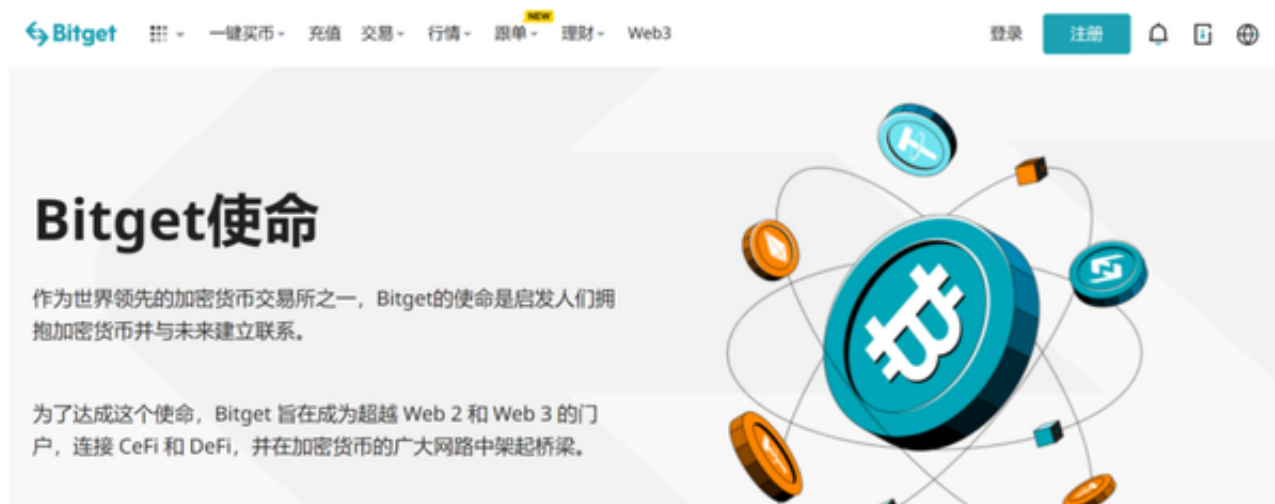 Bitget 一键买币 充值 交易 行情 跟单 NEW 理财 Web3 登录 注册
Bitget使命
作为世界领先的加密货币交易所之一，Bitget的使命是启发人们拥
抱加密货币并与未来建立联系。
为了达成这个使命，Bitget 旨在成为超越 Web 2 和 Web 3 的门
户，连接 CeFi 和 DeFi，并在加密货币的广大网路中架起桥梁。